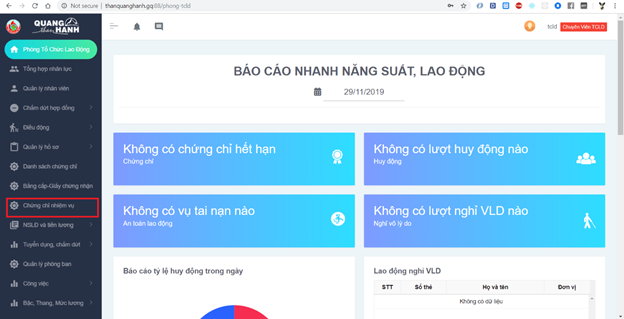 Not secure | thanquanghanh.gq:88/phong-tcld
QUANG
than HANH
tcld Chuyên Viên TCLD
Phòng Tổ Chức Lao Động
Tổng hợp nhân lực
Quản lý nhân viên
Chấm dứt hợp đồng
Điều động
Quản lý hồ sơ
Danh sách chứng chỉ
Bằng cấp-Giấy chứng nhận
Chứng chỉ nhiệm vụ
NSLD và tiền lương
Tuyển dụng, chấm dứt
Quản lý phòng ban
Công việc
Bậc, Thang, Mức lương
BÁO CÁO NHANH NĂNG SUẤT, LAO ĐỘNG
29/11/2019
Không có chứng chỉ hết hạn
Chứng chỉ
Không có lượt huy động nào
Huy động
Không có vụ tai nạn nào
An toàn lao động
Không có lượt nghỉ VLD nào
Nghỉ vô lý do
Báo cáo tỷ lệ huy động trong ngày
Lao động nghỉ VLD
STT Số thẻ Họ và tên Đơn vị
Không có dữ liệu